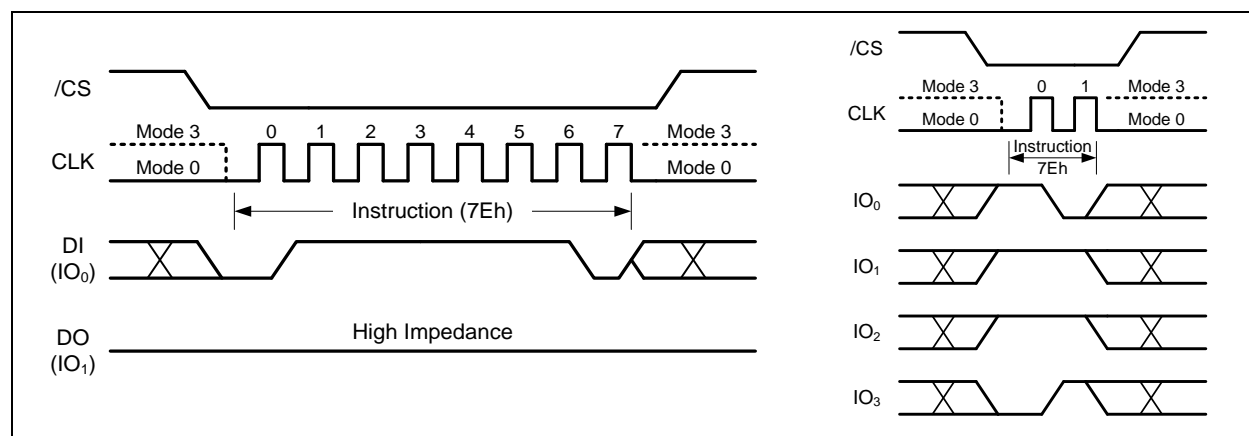 /CS
Mode 3 0 1 2 3 4 5 6 7 Mode 3
CLK
Mode 0 Mode 0
Instruction (7Eh)
DI
(IO₀)
High Impedance
DO
(IO₁)
/CS
Mode 3 0 1 Mode 3
CLK
Mode 0 Mode 0
Instruction
7Eh
IO₀
IO₁
IO₂
IO₃